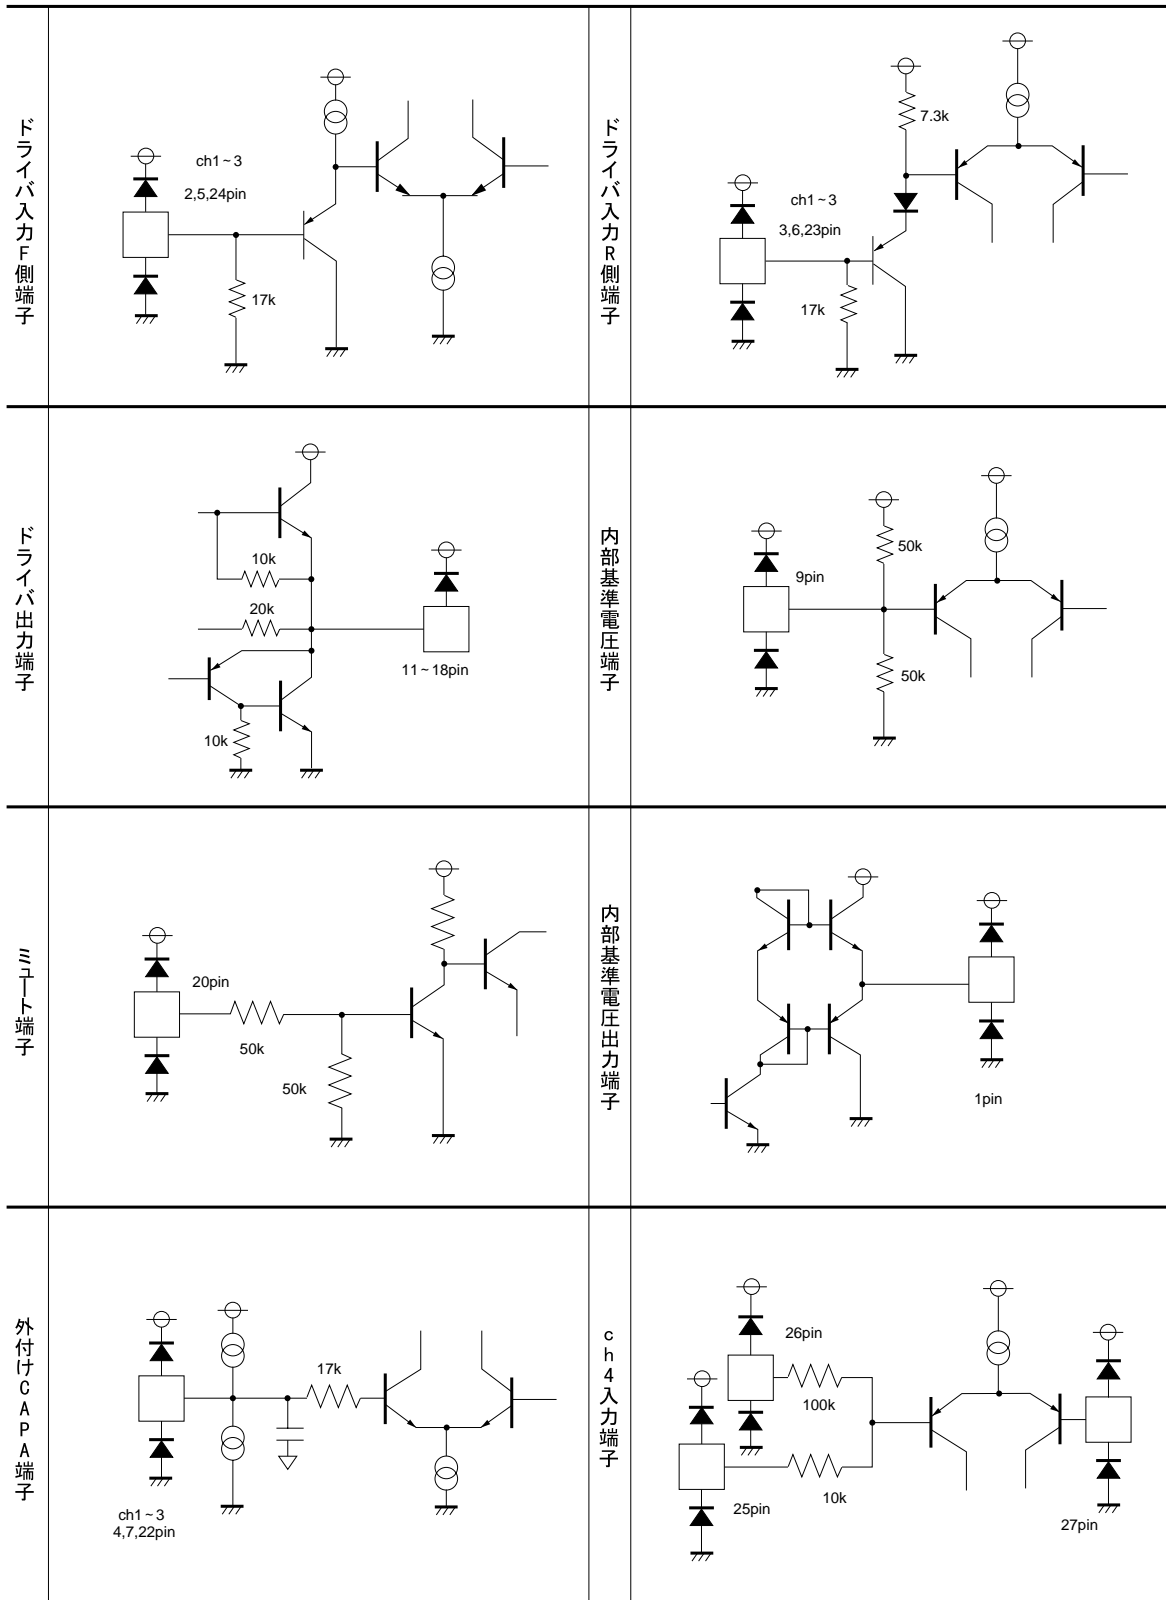 ドライバ入力F側端子
ch1~3
2,5,24pin
17k
ドライバ入力R側端子
7.3k
ch1~3
3,6,23pin
17k
ドライバ出力端子
10k
20k
11~18pin
10k
内部基準電圧端子
50k
9pin
50k
ミュート端子
20pin
50k
50k
内部基準電圧出力端子
1pin
外付けCAPA端子
17k
ch1~3
4,7,22pin
ch4入力端子
26pin
100k
10k
25pin
27pin